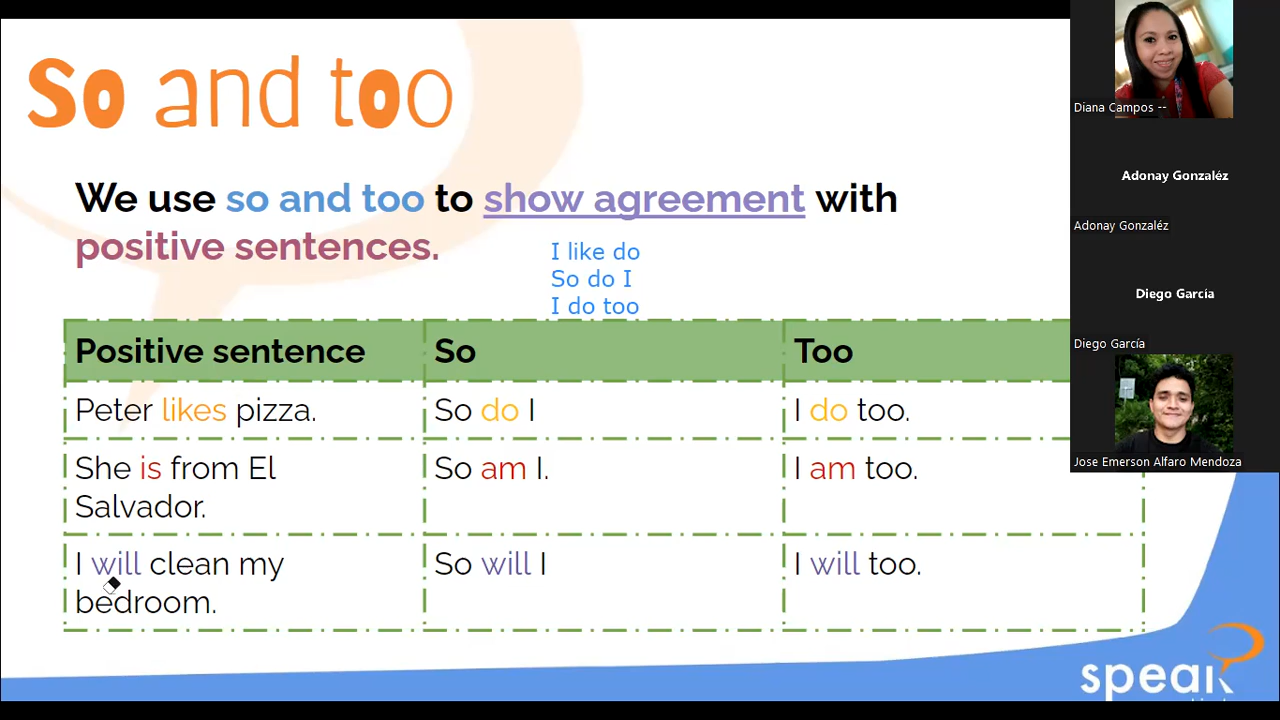 So and too
We use so and too to show agreement with
positive sentences.
I like do
So do I
I do too
Positive sentence So Too
Peter likes pizza. So do I I do too.
She is from El So am I. I am too.
Salvador.
I will clean my So will I I will too.
bedroom.
Diana Campos --
Adonay Gonzaléz
Adonay Gonzaléz
Diego García
Diego García
Jose Emerson Alfaro Mendoza
speak